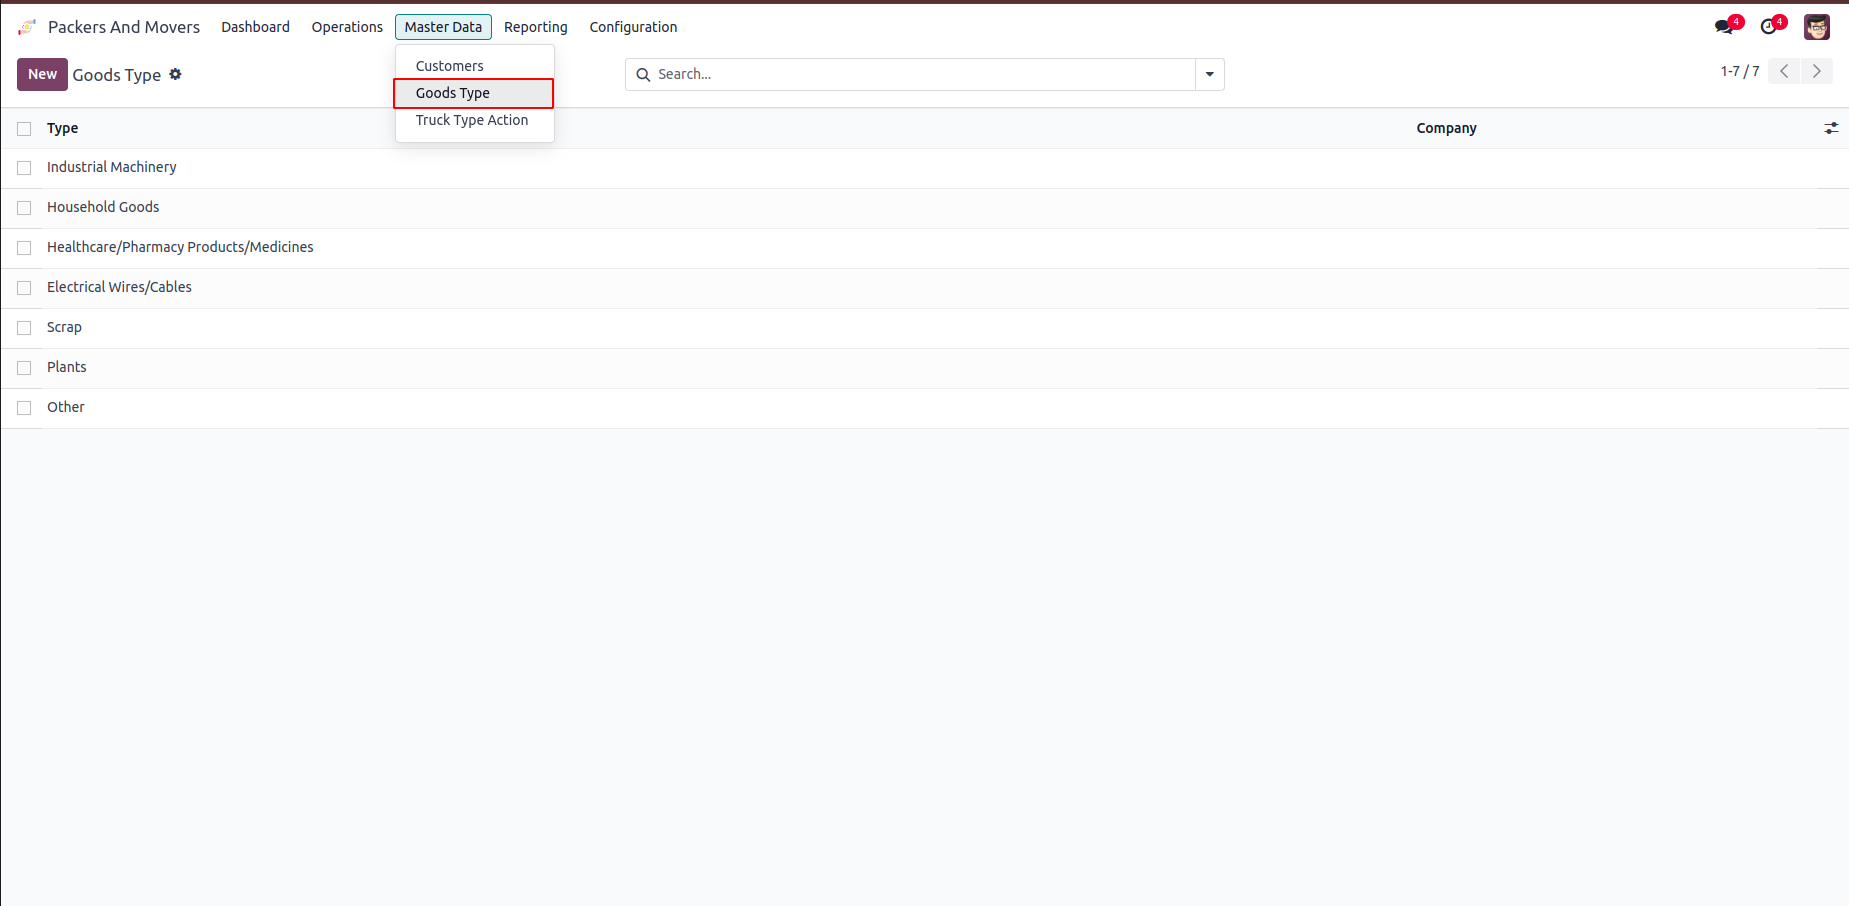 Packers And Movers Dashboard Operations Master Data Reporting Configuration 4 4
Customers
New Goods Type Search... 1-7 / 7
Goods Type
Truck Type Action
Type Company
Industrial Machinery
Household Goods
Healthcare/Pharmacy Products/Medicines
Electrical Wires/Cables
Scrap
Plants
Other